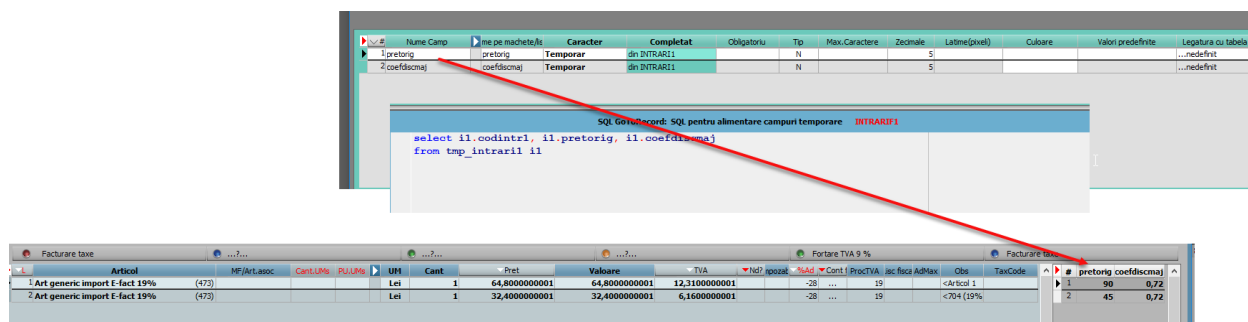 # Nume Camp me pe machete/lis Caracter Completat Obligatoriu Tip Max.Caractere Zecimale Latime(pixeli) Culoare Valori predefinite Legatura cu tabela
1 pretorig pretorig Temporar din INTRARI1 N 5 ...nedefinit
2 coefdiscmaj coefdiscmaj Temporar din INTRARI1 N 5 ...nedefinit
SQL GoToRecord: SQL pentru alimentare campuri temporare INTRARIF1
select i1.codintr1, i1.pretorig, i1.coefdiscmaj
from tmp_intrari1 i1
Facturare taxe ...?... ...?... ...?... Fortare TVA 9 % Facturare taxe
L Articol MF/Art.asoc Cant.UMs PU.UMs UM Cant Pret Valoare TVA Nd? %Ad Cont ProcTVA AdMax Obs TaxCode # pretorig coefdiscmaj
1 Art generic import E-fact 19% (473) Lei 1 64,8000000001 64,8000000001 12,3100000001 -28 ... 19 <Articol 1 1 90 0,72
2 Art generic import E-fact 19% (473) Lei 1 32,4000000001 32,4000000001 6,1600000001 -28 ... 19 <704 (19% 2 45 0,72